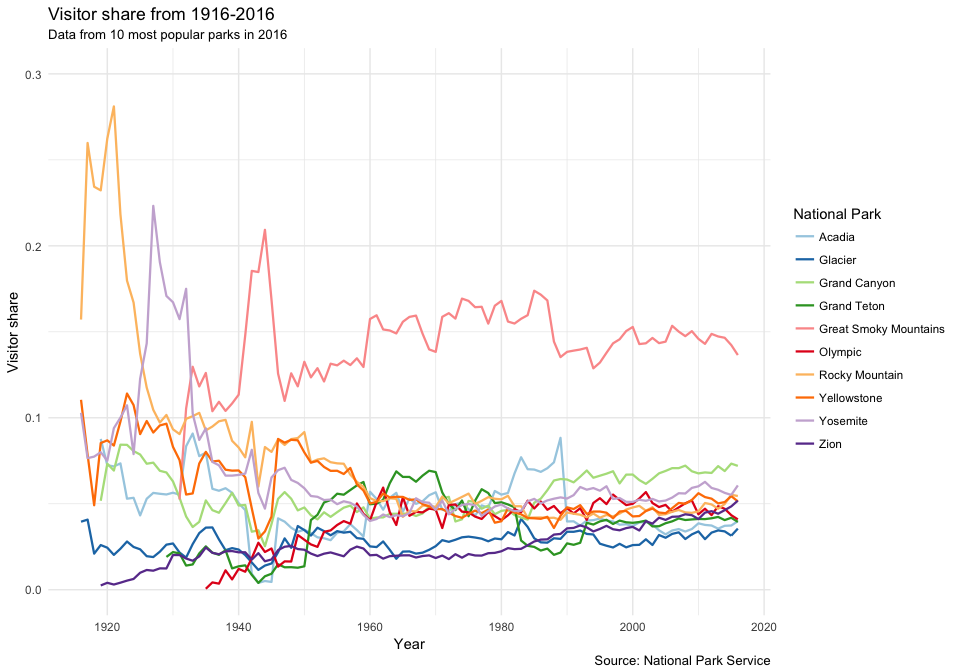 Visitor share from 1916-2016
Data from 10 most popular parks in 2016
0.3
0.2
0.1
0.0
Visitor share
1920
1940
1960
1980
2000
2020
Year
Source: National Park Service
National Park
Acadia
Glacier
Grand Canyon
Grand Teton
Great Smoky Mountains
Olympic
Rocky Mountain
Yellowstone
Yosemite
Zion